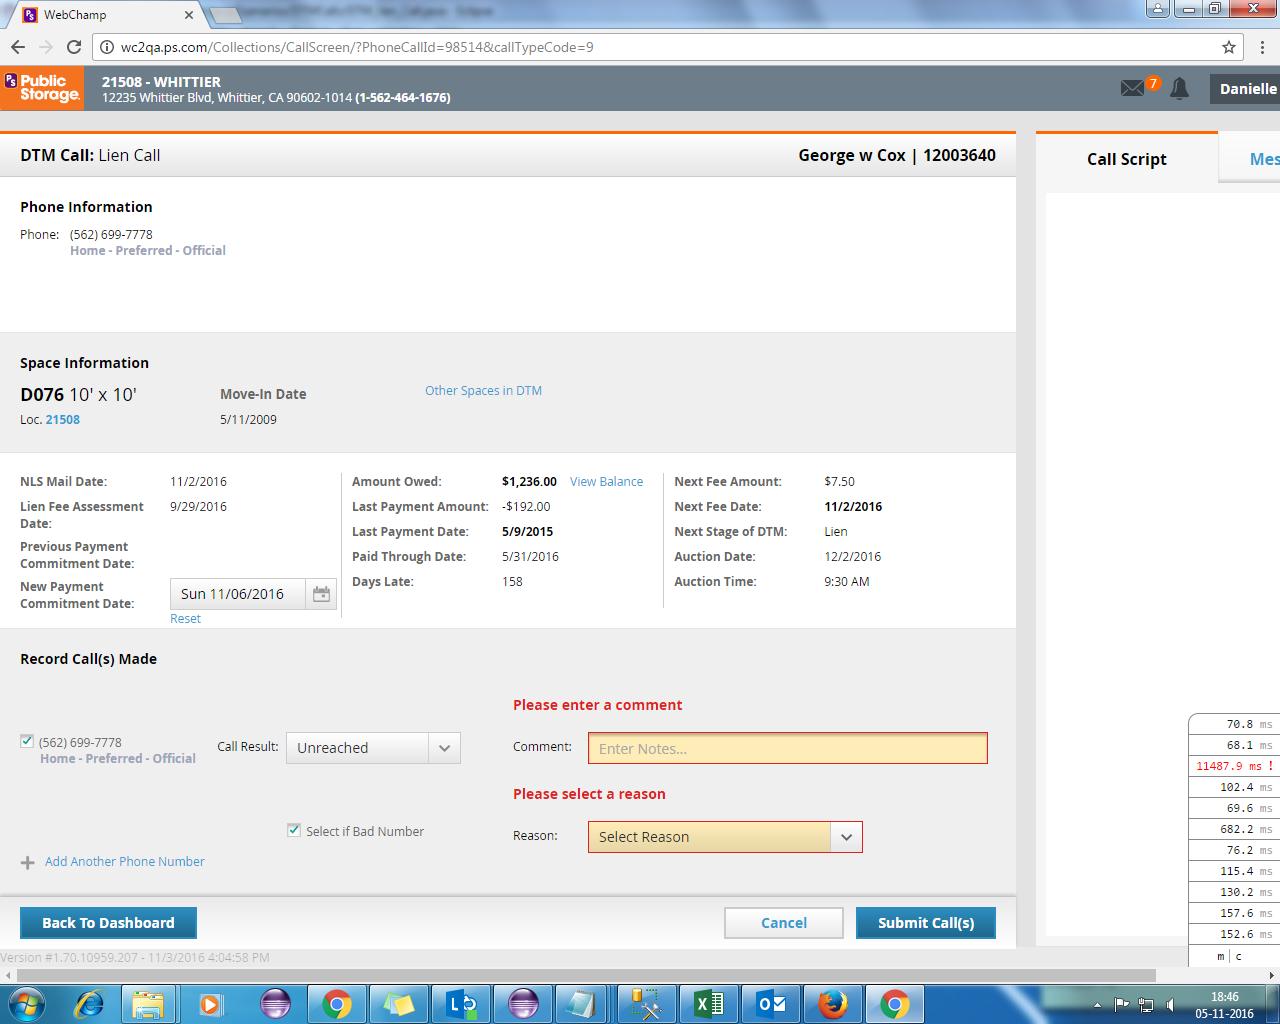 WebChamp
wc2qa.ps.com/Collections/CallScreen/?PhoneCallId=98514&callTypeCode=9
PS Public Storage.
21508 - WHITTIER
12235 Whittier Blvd, Whittier, CA 90602-1014 (1-562-464-1676)
7
Danielle
DTM Call: Lien Call
George w Cox | 12003640
Call Script
Mes
Phone Information
Phone: (562) 699-7778
Home - Preferred - Official
Space Information
D076 10' x 10'
Move-In Date
Other Spaces in DTM
Loc. 21508
5/11/2009
NLS Mail Date: 11/2/2016
Lien Fee Assessment Date: 9/29/2016
Previous Payment Commitment Date:
New Payment Commitment Date: Sun 11/06/2016
Reset
Amount Owed: $1,236.00 View Balance
Last Payment Amount: -$192.00
Last Payment Date: 5/9/2015
Paid Through Date: 5/31/2016
Days Late: 158
Next Fee Amount: $7.50
Next Fee Date: 11/2/2016
Next Stage of DTM: Lien
Auction Date: 12/2/2016
Auction Time: 9:30 AM
Record Call(s) Made
Please enter a comment
(562) 699-7778
Home - Preferred - Official
Call Result: Unreached
Comment: Enter Notes...
Please select a reason
Select if Bad Number
Reason: Select Reason
Add Another Phone Number
Back To Dashboard
Cancel
Submit Call(s)
Version #1.70.10959.207 - 11/3/2016 4:04:58 PM
70.8 ms
68.1 ms
11487.9 ms !
102.4 ms
69.6 ms
682.2 ms
76.2 ms
115.4 ms
130.2 ms
157.6 ms
152.6 ms
m | c
18:46
05-11-2016